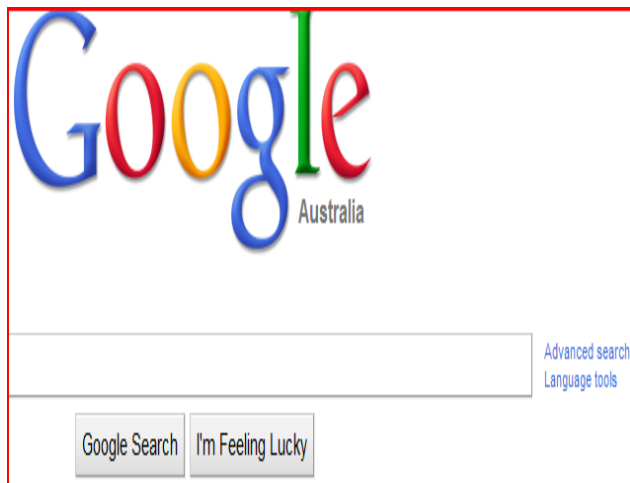 Google
Australia
Advanced search
Language tools
Google Search I'm Feeling Lucky